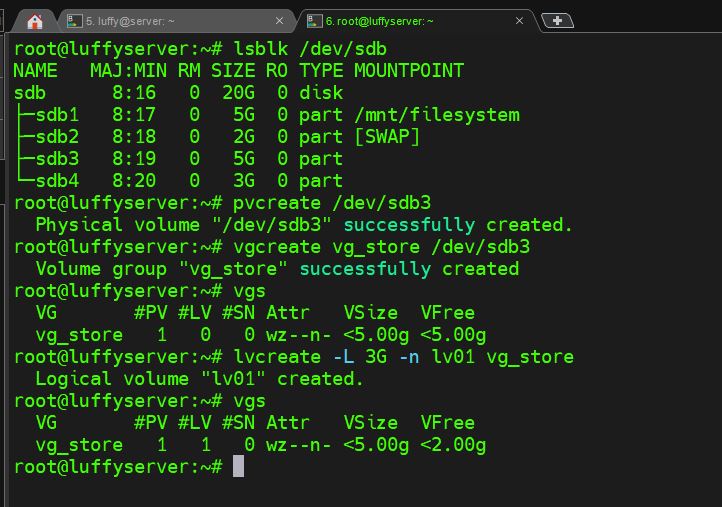 5. luffy@server: ~
6. root@luffyserver: ~
root@luffyserver:~# lsblk /dev/sdb
NAME   MAJ:MIN RM SIZE RO TYPE MOUNTPOINT
sdb      8:16   0  20G  0 disk
├─sdb1   8:17   0   5G  0 part /mnt/filesystem
├─sdb2   8:18   0   2G  0 part [SWAP]
├─sdb3   8:19   0   5G  0 part
└─sdb4   8:20   0   3G  0 part
root@luffyserver:~# pvcreate /dev/sdb3
  Physical volume "/dev/sdb3" successfully created.
root@luffyserver:~# vgcreate vg_store /dev/sdb3
  Volume group "vg_store" successfully created
root@luffyserver:~# vgs
  VG       #PV #LV #SN Attr   VSize  VFree
  vg_store   1   0   0 wz--n- <5.00g <5.00g
root@luffyserver:~# lvcreate -L 3G -n lv01 vg_store
  Logical volume "lv01" created.
root@luffyserver:~# vgs
  VG       #PV #LV #SN Attr   VSize  VFree
  vg_store   1   1   0 wz--n- <5.00g <2.00g
root@luffyserver:~#